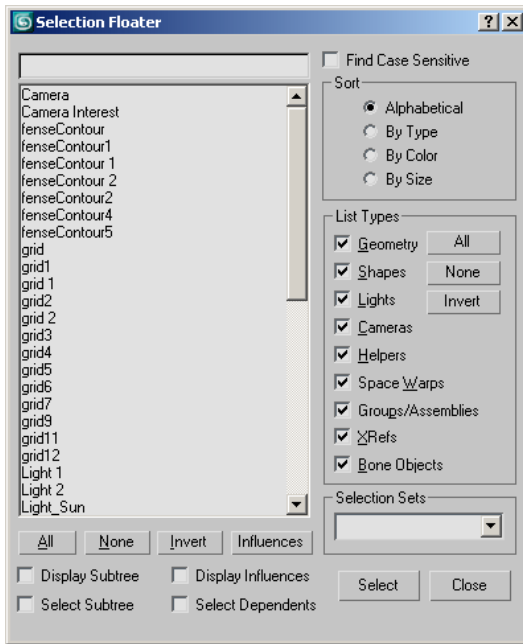 Selection Floater
Find Case Sensitive
Camera
Camera Interest
fenseContour
fenseContour1
fenseContour 1
fenseContour 2
fenseContour2
fenseContour4
fenseContour5
grid
grid1
grid 1
grid2
grid 2
grid3
grid4
grid5
grid6
grid7
grid9
grid11
grid12
Light 1
Light 2
Light_Sun
All None Invert Influences
Display Subtree Display Influences
Select Subtree Select Dependents
Sort
Alphabetical
By Type
By Color
By Size
List Types
Geometry All
Shapes None
Lights Invert
Cameras
Helpers
Space Warps
Groups/Assemblies
XRefs
Bone Objects
Selection Sets
Select Close